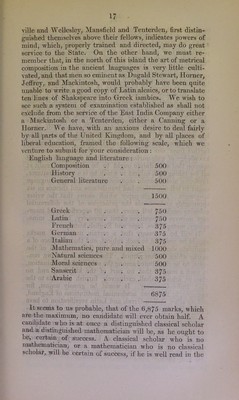 17
ville and Wellesley, Mansfield and Tenterden, first distin-
guished themselves above their fellows, indicates powers of
mind, which, properly trained and directed, may do great
service to the State. On the other hand, we must re-
member that, in the north of this island the art of metrical
composition in the ancient languages is very little culti-
vated, and that men so eminent as Dugald Stewart, Horner,
Jeffrey, and Mackintosh, would probably have been quite
unable to write a good copy of Latin alcaics, or to translate
ten lines of Shakspeare into Greek iambics. We wish to
see such a system of examination established as shall not
exclude from the service of the East India Company either
a Mackintosh or a Tenterden, either a Canning or a
Horner. We have, with an anxious desire to deal fairly
by all parts of the United Kingdom, and by all places of
liberal education, framed the following scale, which we
venture to submit for your consideration:
English language and literature:
Composition . . . 500
History . . . . 500
General literature . . 500
1500
Greek . . . . 750
Latin . . . . 750
French . . . . 375
German . . . . 375
Italian . . . . 375
Mathematics, pure and mixed 1000
Natural sciences . . . 500
Moral sciences . . . 500
Sanscrit . . . . 375
Arabic . . . . 375
6875
It seems to us probable, that of the 6,875 marks, which
are the maximum, no candidate will ever obtain half. A
candidate who is at once a distinguished classical scholar
and a distinguished mathematician will be, as he ought to
be, certain of success. A classical scholar who is no
mathematician, or a mathematician who is no classical
scholar, will be certain of success, if he is well read in the